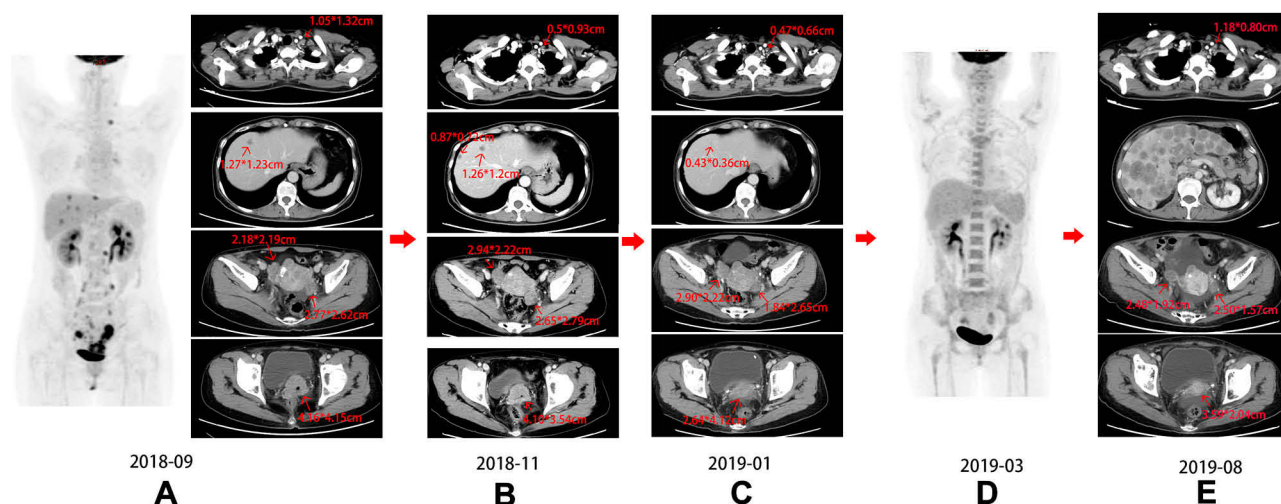 1.05*1.32cm
1.27*1.23cm
2.18*2.19cm
2.77*2.62cm
4.16*4.15cm
2018-09
A
0.5*0.93cm
1.26*1.2cm
2.94*2.22cm
2.65*2.79cm
4.10*3.54cm
2018-11
B
0.47*0.66cm
0.43*0.36cm
2.90*2.22cm
1.84*2.65cm
2019-01
C
2019-03
D
1.18*0.80cm
2.48*1.92cm
2019-08
E